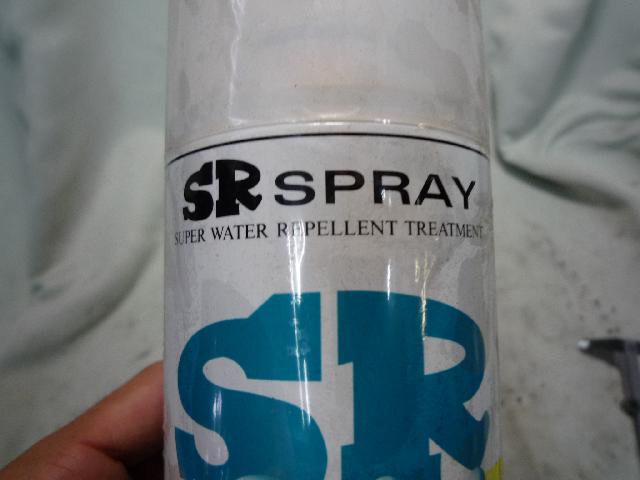 SR SPRAY
SUPER WATER REPELLENT TREATMENT
SR